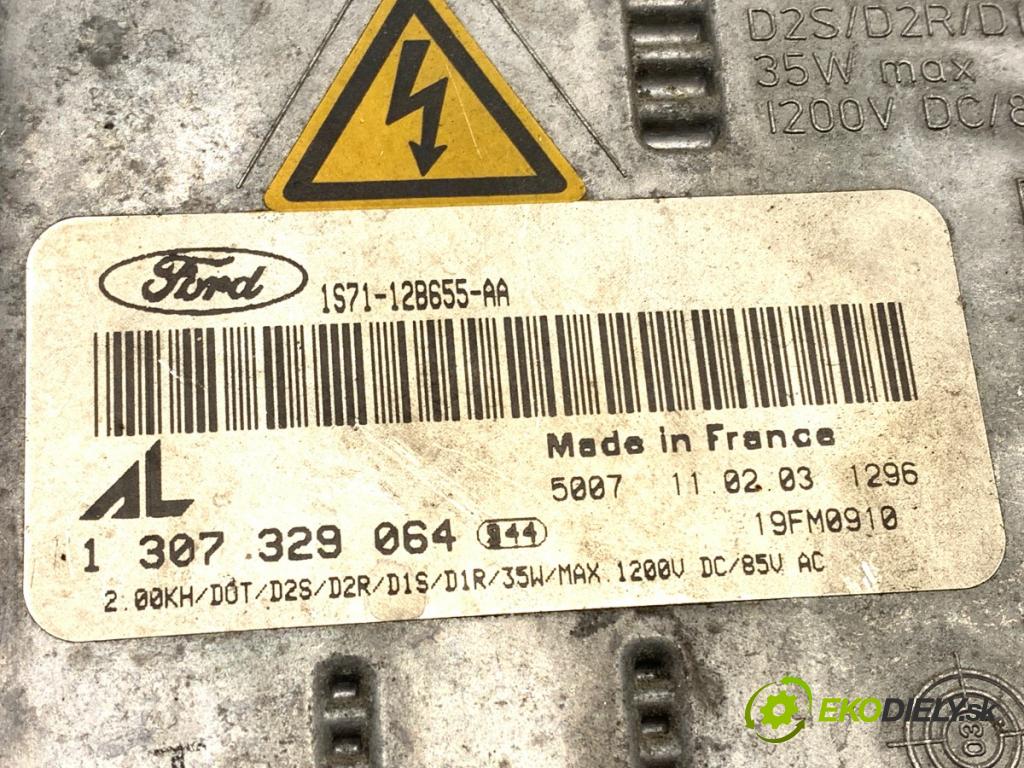 D2S/D2R/D1
35W max
1200V DC/8
Ford
1S71-12B655-AA
Made in France
5007 11.02.03 1296
19FM0910
AL
1 307 329 064
2.00KH/DOT/D2S/D2R/D1S/D1R/35W/MAX.1200V DC/85V AC
EKODIELY.sk
03